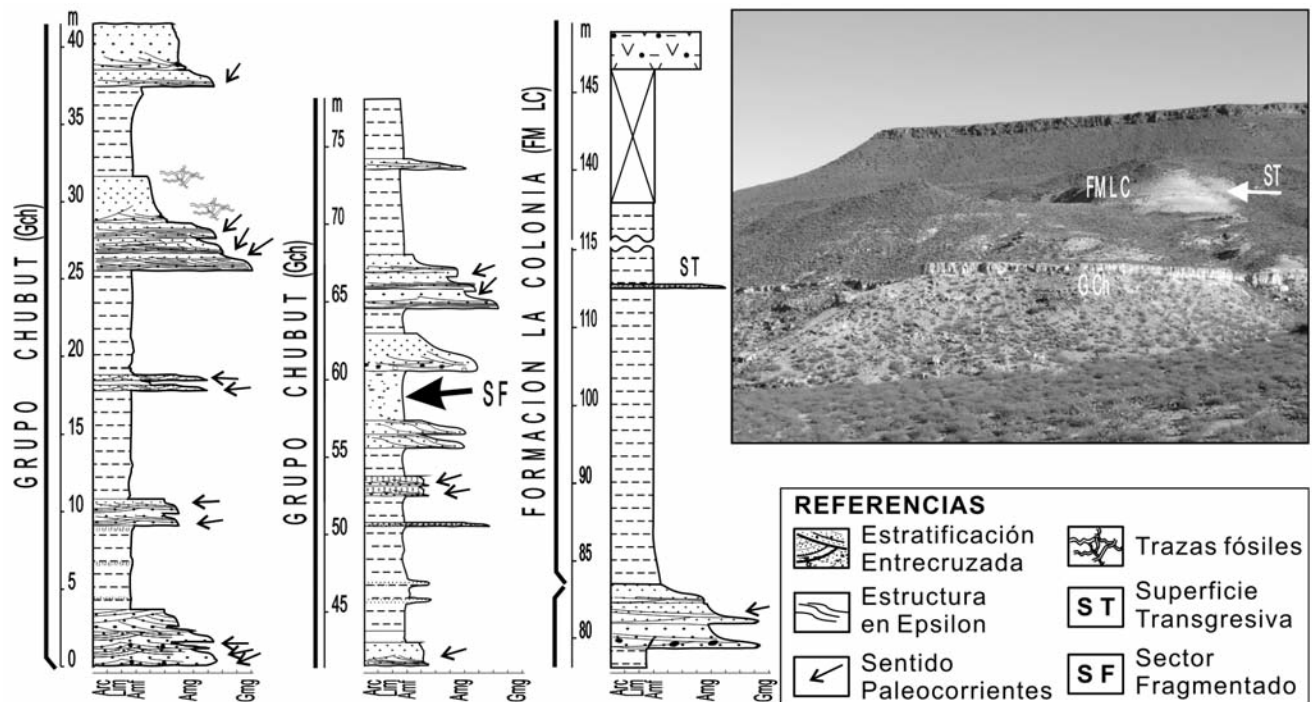 GRUPO CHUBUT (Gch)
m
40
35
30
25
20
15
10
5
0
Arc
Lim
Amf
Amg
Gmg
GRUPO CHUBUT (Gch)
m
75
70
65
60
55
50
45
SF
Arc
Lim
Amf
Amg
Gmg
FORMACION LA COLONIA (FM LC)
m
145
140
115
110
100
90
85
80
ST
Arc
Lim
Amf
Amg
Gmg
FMLC
ST
GCh
REFERENCIAS
Estratificación
Entrecruzada
Estructura
en Epsilon
Sentido
Paleocorrientes
Trazas fósiles
ST
Superficie
Transgresiva
SF
Sector
Fragmentado